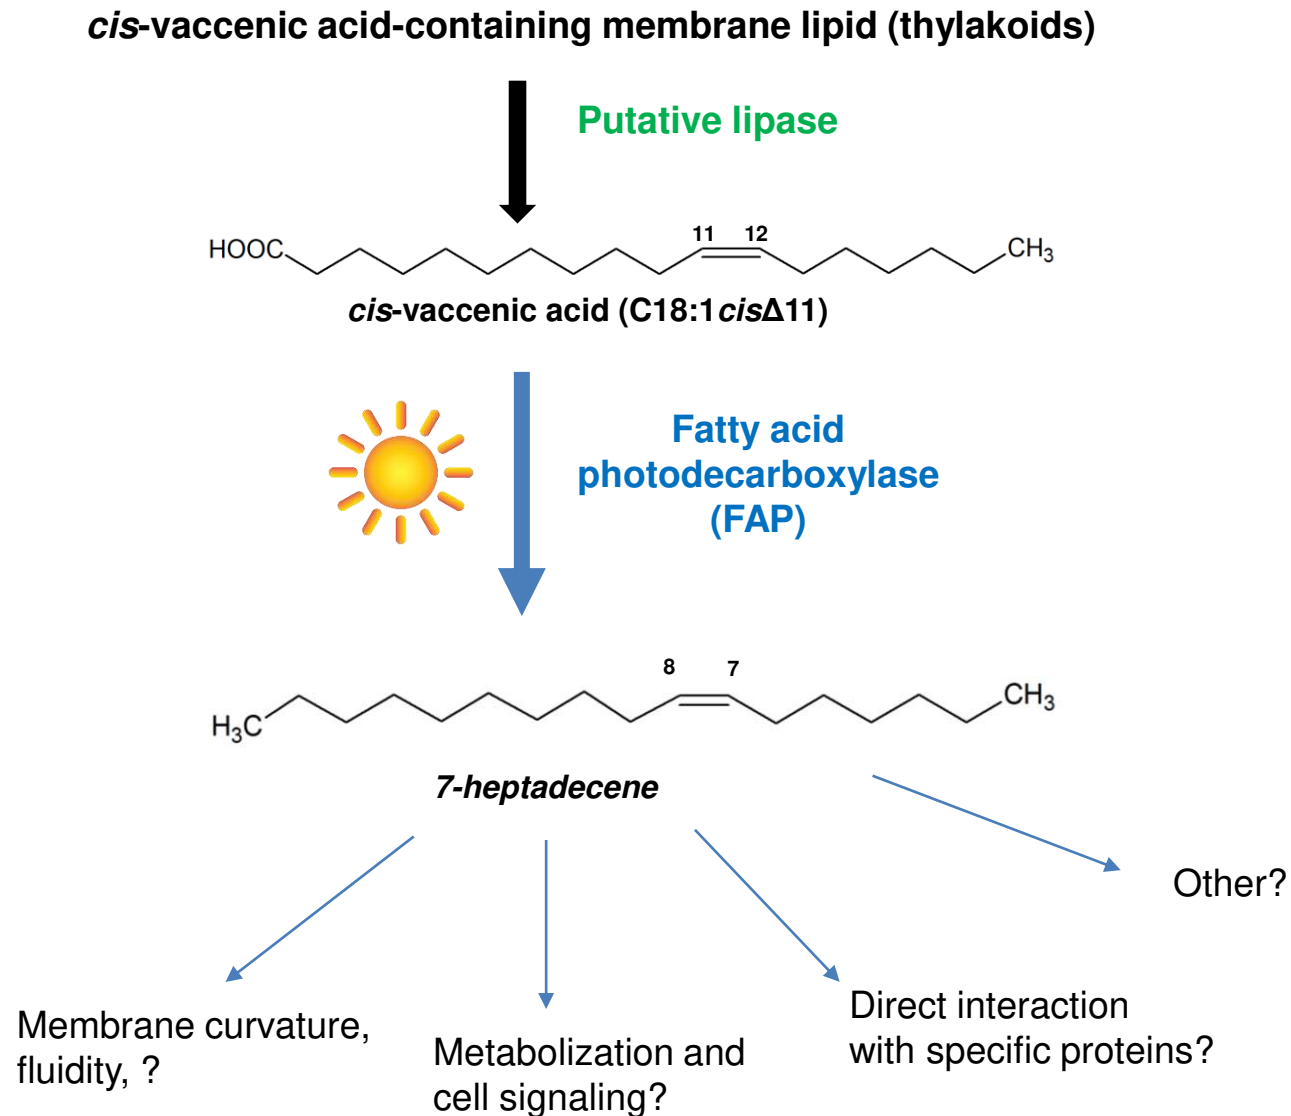 cis-vaccenic acid-containing membrane lipid (thylakoids)
Putative lipase
HOOC
11
12
CH₃
cis-vaccenic acid (C18:1cisΔ11)
Fatty acid
photodecarboxylase
(FAP)
8
7
H₃C
CH₃
7-heptadecene
Other?
Membrane curvature,
fluidity, ?
Metabolization and
cell signaling?
Direct interaction
with specific proteins?